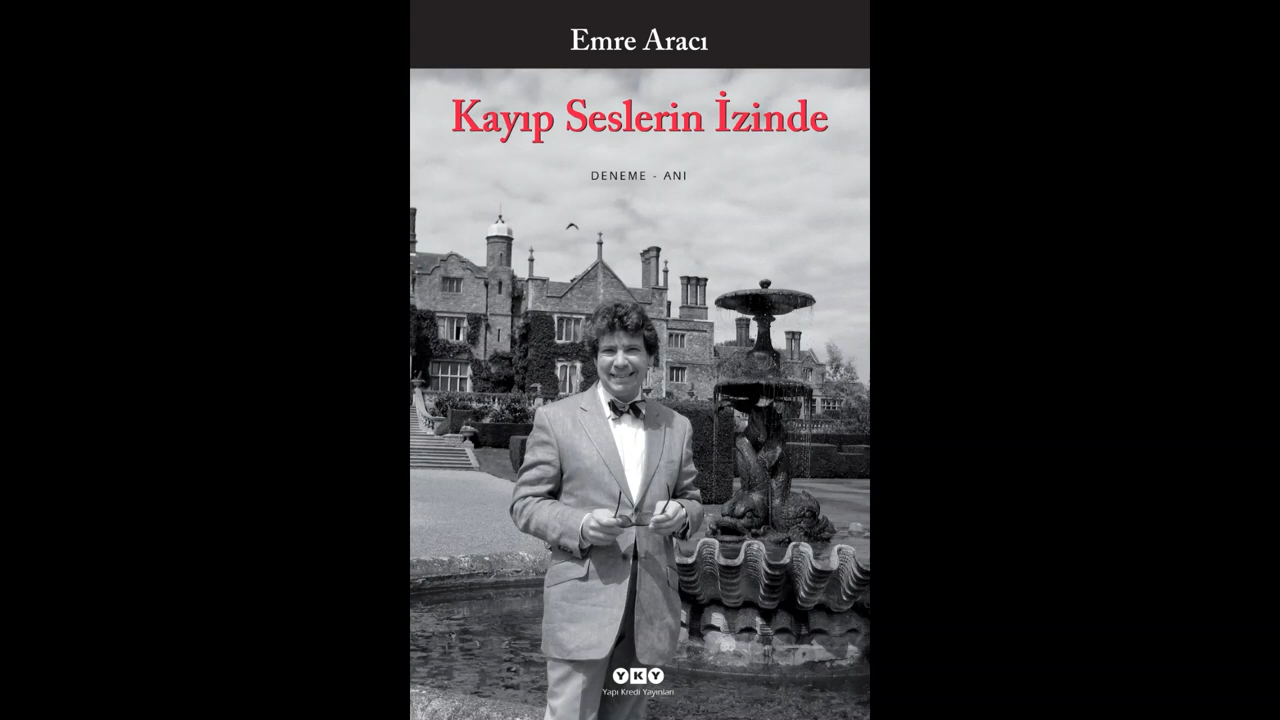 Emre Aracı
Kayıp Seslerin İzinde
DENEME - ANI
YKY
Yapı Kredi Yayınları